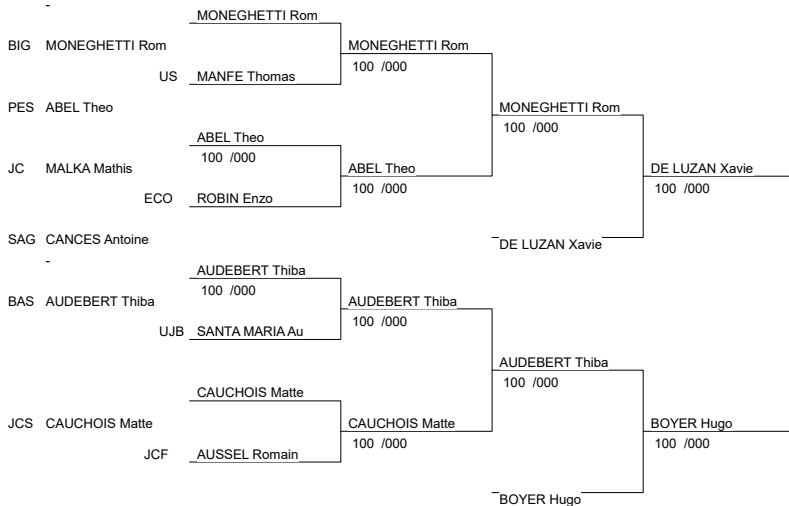 -
MONEGHETTI Rom
BIG MONEGHETTI Rom
MONEGHETTI Rom
100 /000
US MANFE Thomas
PES ABEL Theo
MONEGHETTI Rom
100 /000
ABEL Theo
100 /000
JC MALKA Mathis
ABEL Theo
100 /000
DE LUZAN Xavie
100 /000
ECO ROBIN Enzo
SAG CANCES Antoine
DE LUZAN Xavie
-
AUDEBERT Thiba
100 /000
BAS AUDEBERT Thiba
AUDEBERT Thiba
100 /000
UJB SANTA MARIA Au
AUDEBERT Thiba
100 /000
CAUCHOIS Matte
JCS CAUCHOIS Matte
CAUCHOIS Matte
100 /000
BOYER Hugo
100 /000
JCF AUSSEL Romain
BOYER Hugo